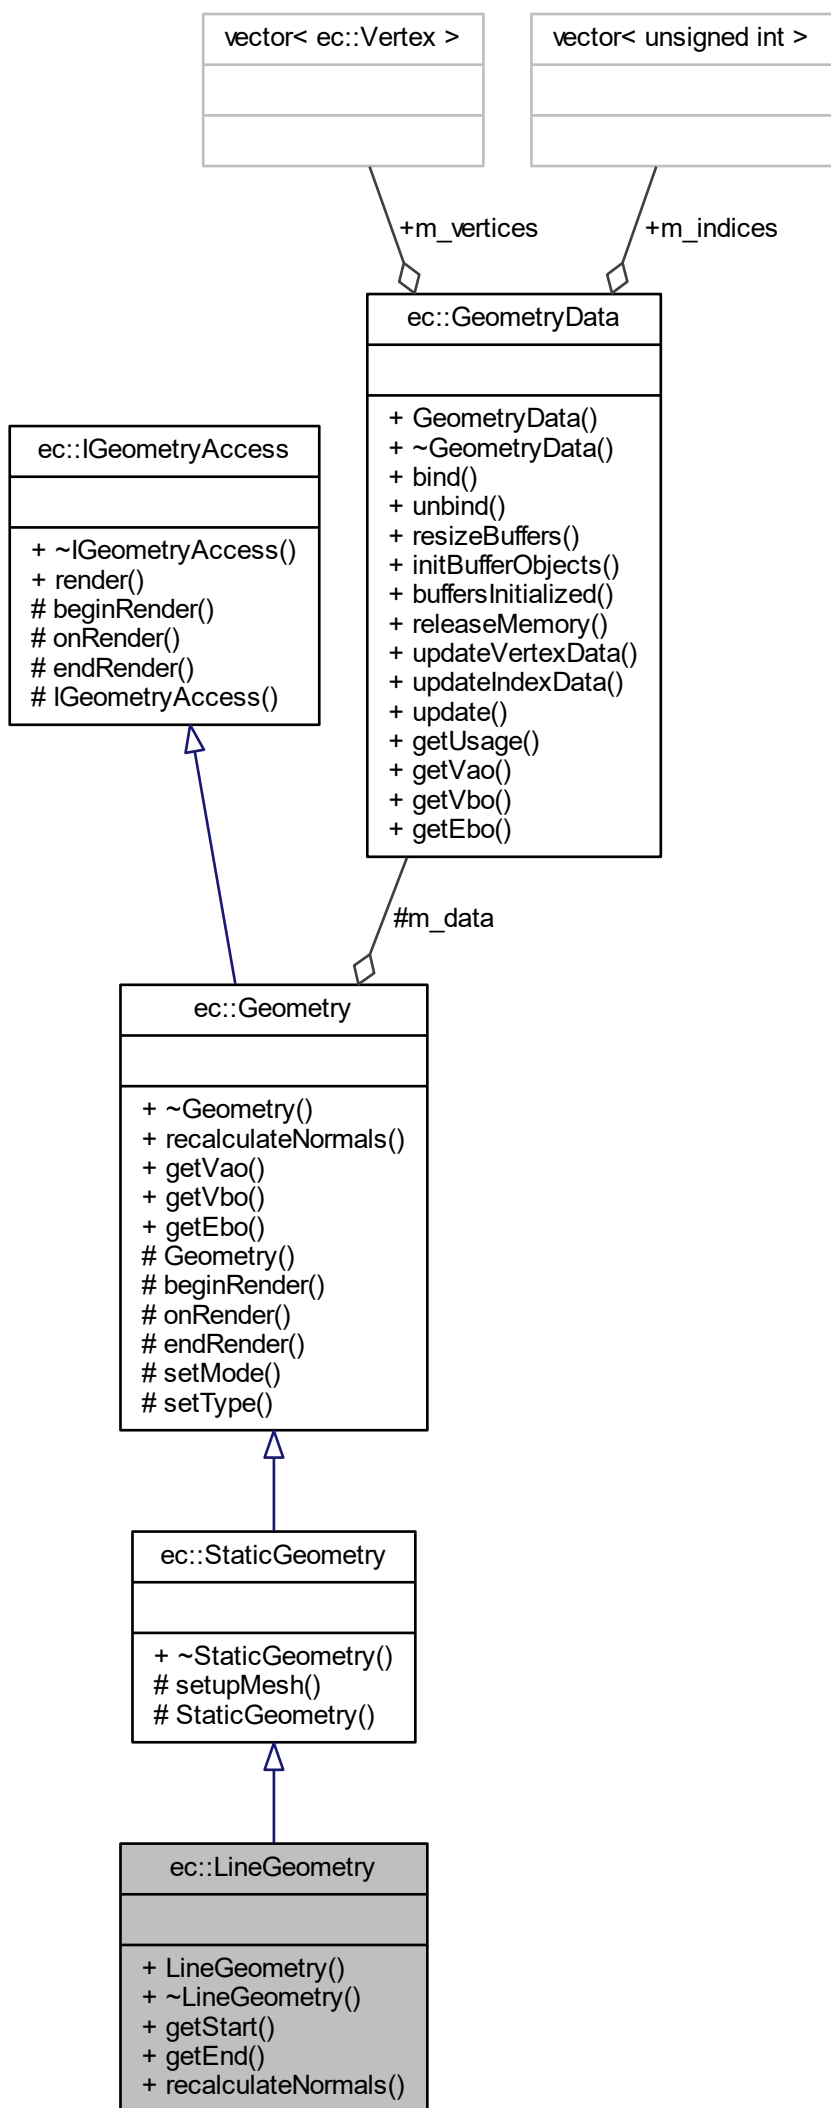 vector< ec::Vertex >
vector< unsigned int >
+m_vertices
+m_indices
ec::GeometryData
+ GeometryData()
+ ~GeometryData()
+ bind()
+ unbind()
+ resizeBuffers()
+ initBufferObjects()
+ buffersInitialized()
+ releaseMemory()
+ updateVertexData()
+ updateIndexData()
+ update()
+ getUsage()
+ getVao()
+ getVbo()
+ getEbo()
ec::IGeometryAccess
+ ~IGeometryAccess()
+ render()
# beginRender()
# onRender()
# endRender()
# IGeometryAccess()
#m_data
ec::Geometry
+ ~Geometry()
+ recalculateNormals()
+ getVao()
+ getVbo()
+ getEbo()
# Geometry()
# beginRender()
# onRender()
# endRender()
# setMode()
# setType()
ec::StaticGeometry
+ ~StaticGeometry()
# setupMesh()
# StaticGeometry()
ec::LineGeometry
+ LineGeometry()
+ ~LineGeometry()
+ getStart()
+ getEnd()
+ recalculateNormals()